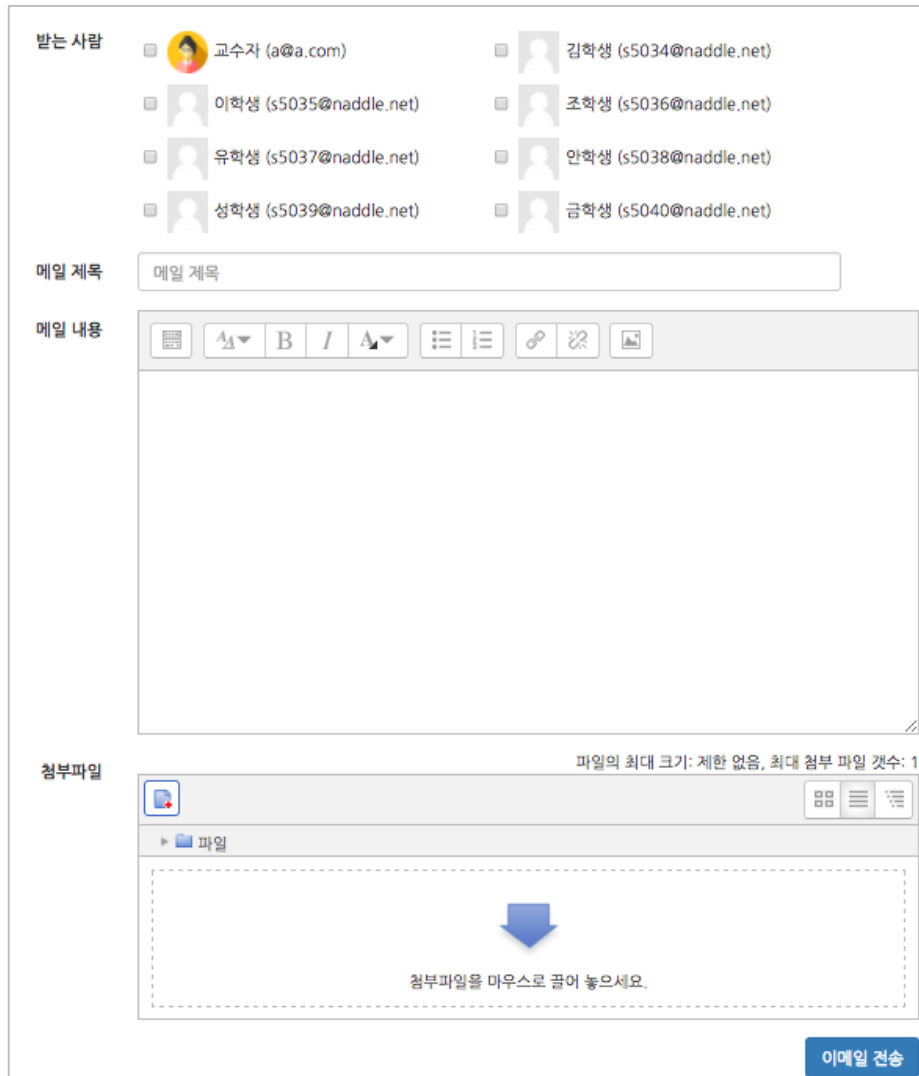 받는 사람
교수자 (a@a.com)
김학생 (s5034@naddle.net)
이학생 (s5035@naddle.net)
조학생 (s5036@naddle.net)
유학생 (s5037@naddle.net)
안학생 (s5038@naddle.net)
성학생 (s5039@naddle.net)
금학생 (s5040@naddle.net)
메일 제목
메일 제목
메일 내용
B I
첨부파일
파일의 최대 크기: 제한 없음, 최대 첨부 파일 갯수: 1
파일
첨부파일을 마우스로 끌어 놓으세요.
이메일 전송